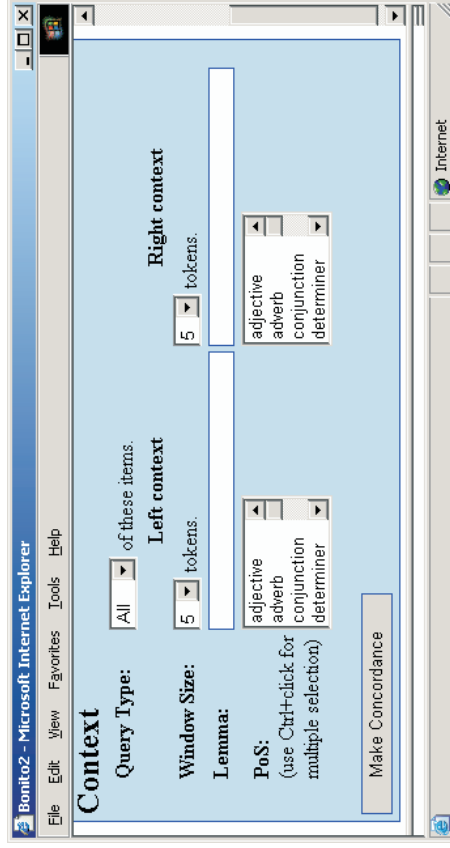 Bonito2 - Microsoft Internet Explorer
File Edit View Favorites Tools Help
Context
Query Type: All of these items.
Left context Right context
Window Size: 5 tokens. 5 tokens.
Lemma:
PoS:
(use Ctrl+click for
multiple selection)
adjective
adverb
conjunction
determiner
adjective
adverb
conjunction
determiner
Make Concordance
Internet